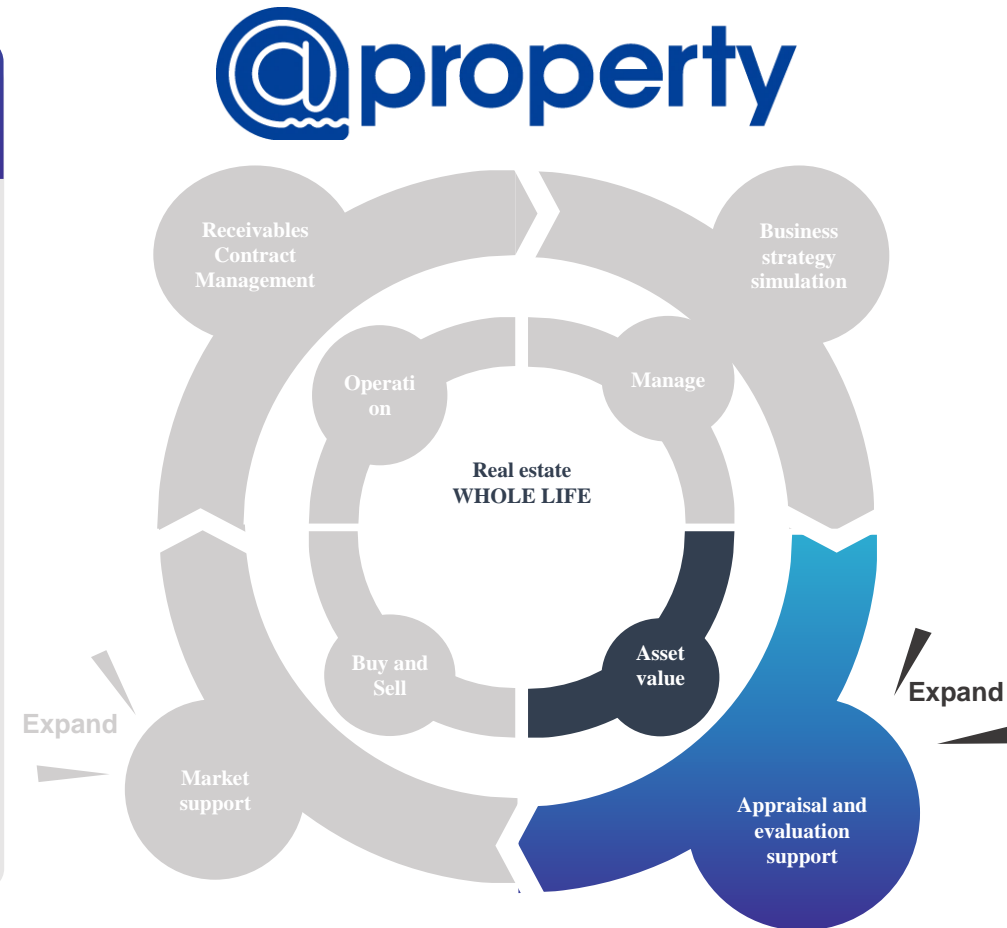 @property
Receivables
Contract
Management
Business
strategy
simulation
Operati
on
Manage
Real estate
WHOLE LIFE
Buy and
Sell
Asset
value
Expand
Expand
Market
support
Appraisal and
evaluation
support